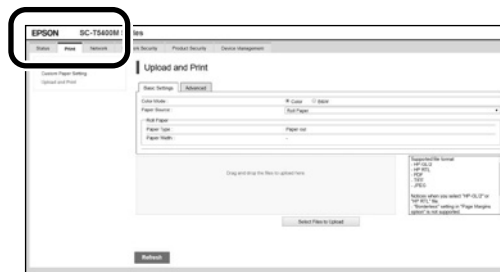 EPSON SC-T5400M
les
Status Print Network
rk Security Product Security Device Management
Custom Paper Setting
Upload and Print
Upload and Print
Basic Settings Advanced
Color Mode : Color B&W
Paper Source : Roll Paper
Roll Paper
Paper Type : Paper out
Paper Width : -
Drag and drop the files to upload here
Supported file format
- HP-GL/2
- HP RTL
- PDF
- TIFF
- JPEG
Notices when you select "HP-GL/2" or
"HP RTL" file.
- "Borderless" setting in "Page Margins
option" is not supported.
Select Files to Upload
Refresh